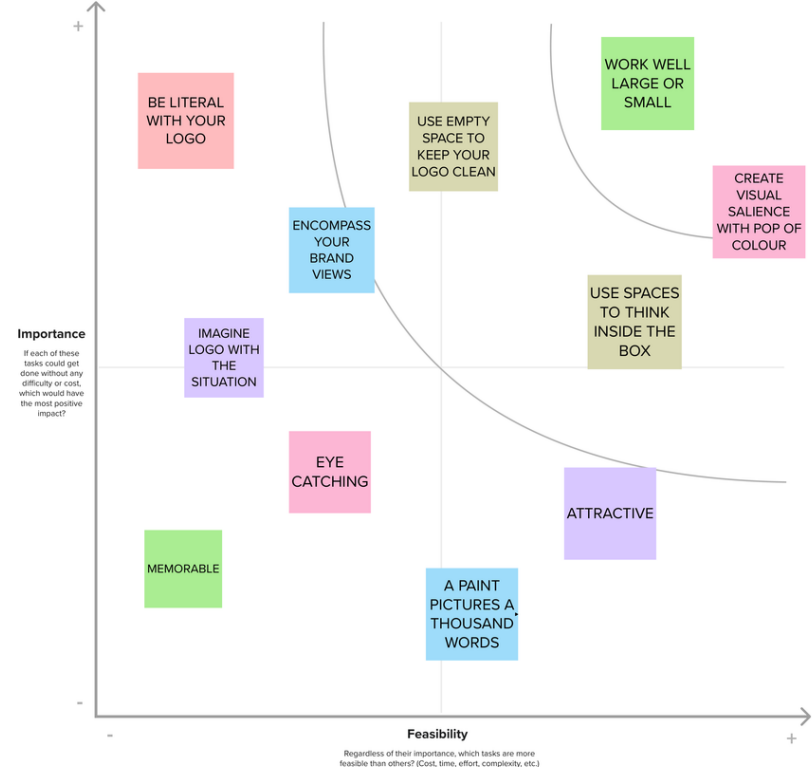 +
WORK WELL
LARGE OR
SMALL
BE LITERAL
WITH YOUR
LOGO
USE EMPTY
SPACE TO
KEEP YOUR
LOGO CLEAN
CREATE
VISUAL
SALIENCE
WITH POP OF
COLOUR
ENCOMPASS
YOUR
BRAND
VIEWS
USE SPACES
TO THINK
INSIDE THE
BOX
Importance
If each of these
tasks could get
done without any
difficulty or cost,
which would have
the most positive
impact?
IMAGINE
LOGO WITH
THE
SITUATION
EYE
CATCHING
ATTRACTIVE
MEMORABLE
A PAINT
PICTURES A
THOUSAND
WORDS
-
-
Feasibility
+
Regardless of their importance, which tasks are more
feasible than others? (Cost, time, effort, complexity, etc.)